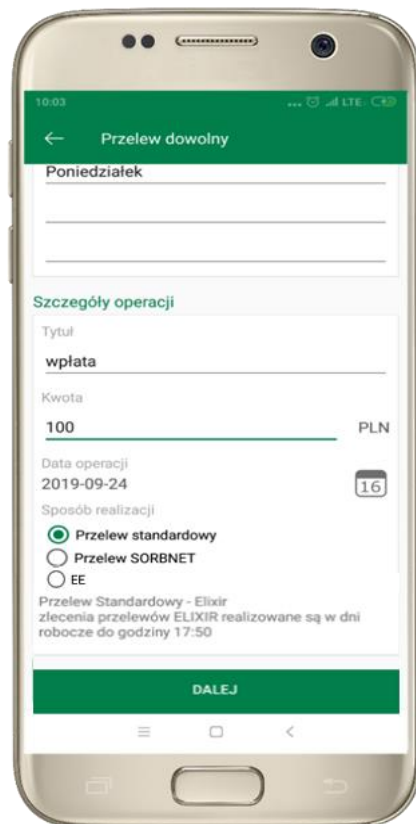 10:03
... LTE
Przelew dowolny
Poniedziałek
Szczegóły operacji
Tytuł
wpłata
Kwota
100 PLN
Data operacji
2019-09-24
16
Sposób realizacji
Przelew standardowy
Przelew SORBNET
EE
Przelew Standardowy - Elixir
zlecenia przelewów ELIXIR realizowane są w dni
robocze do godziny 17:50
DALEJ